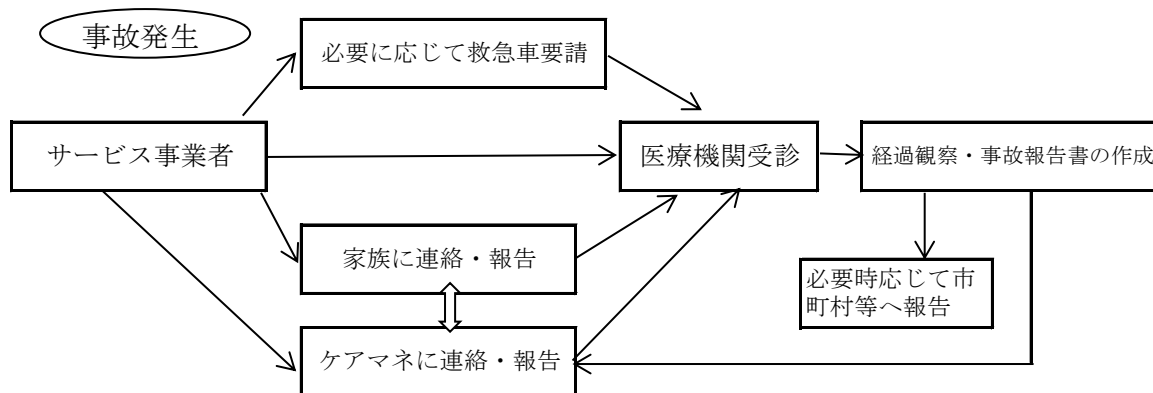 事故発生
必要に応じて救急車要請
サービス事業者
医療機関受診
経過観察・事故報告書の作成
家族に連絡・報告
必要時応じて市
町村等へ報告
ケアマネに連絡・報告